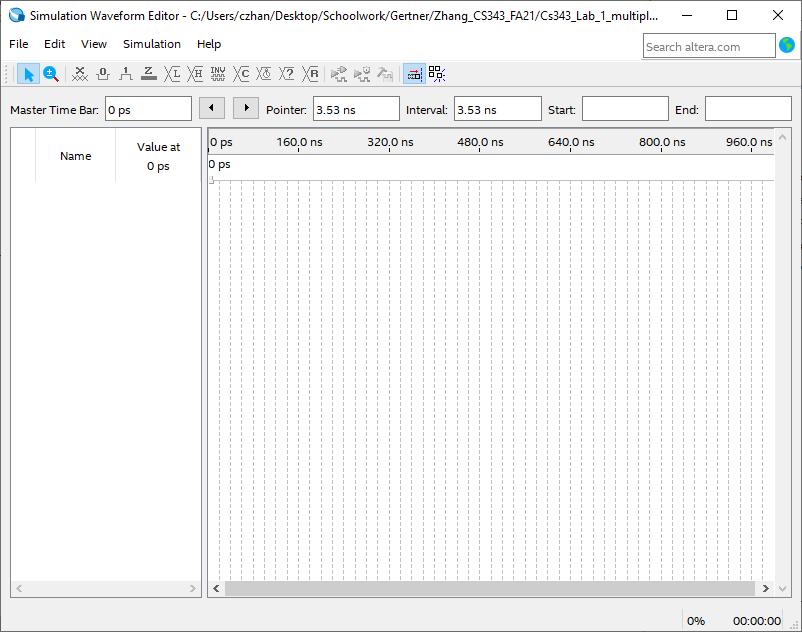 Simulation Waveform Editor - C:/Users/czhan/Desktop/Schoolwork/Gertner/Zhang_CS343_FA21/Cs343_Lab_1_multipl...
File Edit View Simulation Help
Search altera.com
X 0 1 Z L H INV C ? R
Master Time Bar: 0 ps Pointer: 3.53 ns Interval: 3.53 ns Start: End:
Name
Value at
0 ps
0 ps 160.0 ns 320.0 ns 480.0 ns 640.0 ns 800.0 ns 960.0 ns
0 ps
0% 00:00:00